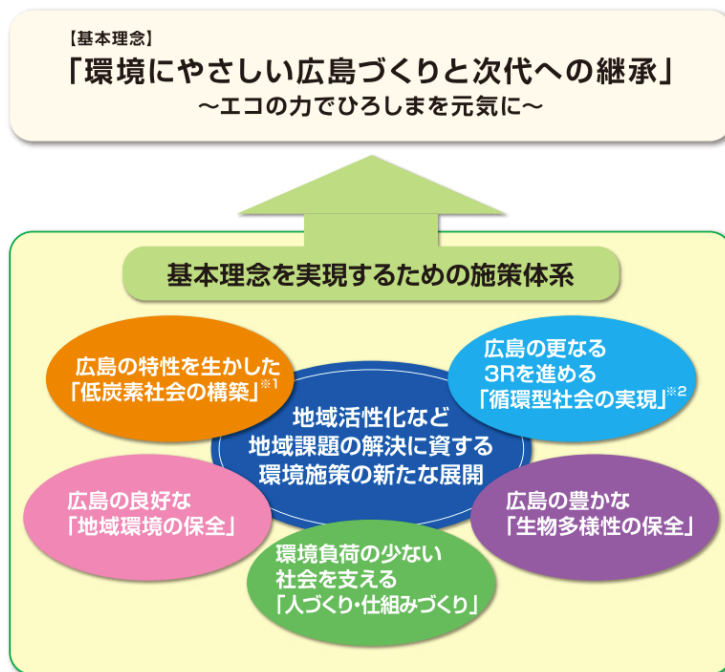 【基本理念】
「環境にやさしい広島づくりと次代への継承」
～エコの力でひろしまを元気に～
基本理念を実現するための施策体系
広島の特性を生かした
「低炭素社会の構築」※1
広島の更なる
3Rを進める
「循環型社会の実現」※2
地域活性化など
地域課題の解決に資する
環境施策の新たな展開
広島の良好な
「地域環境の保全」
広島の豊かな
「生物多様性の保全」
環境負荷の少ない
社会を支える
「人づくり・仕組みづくり」